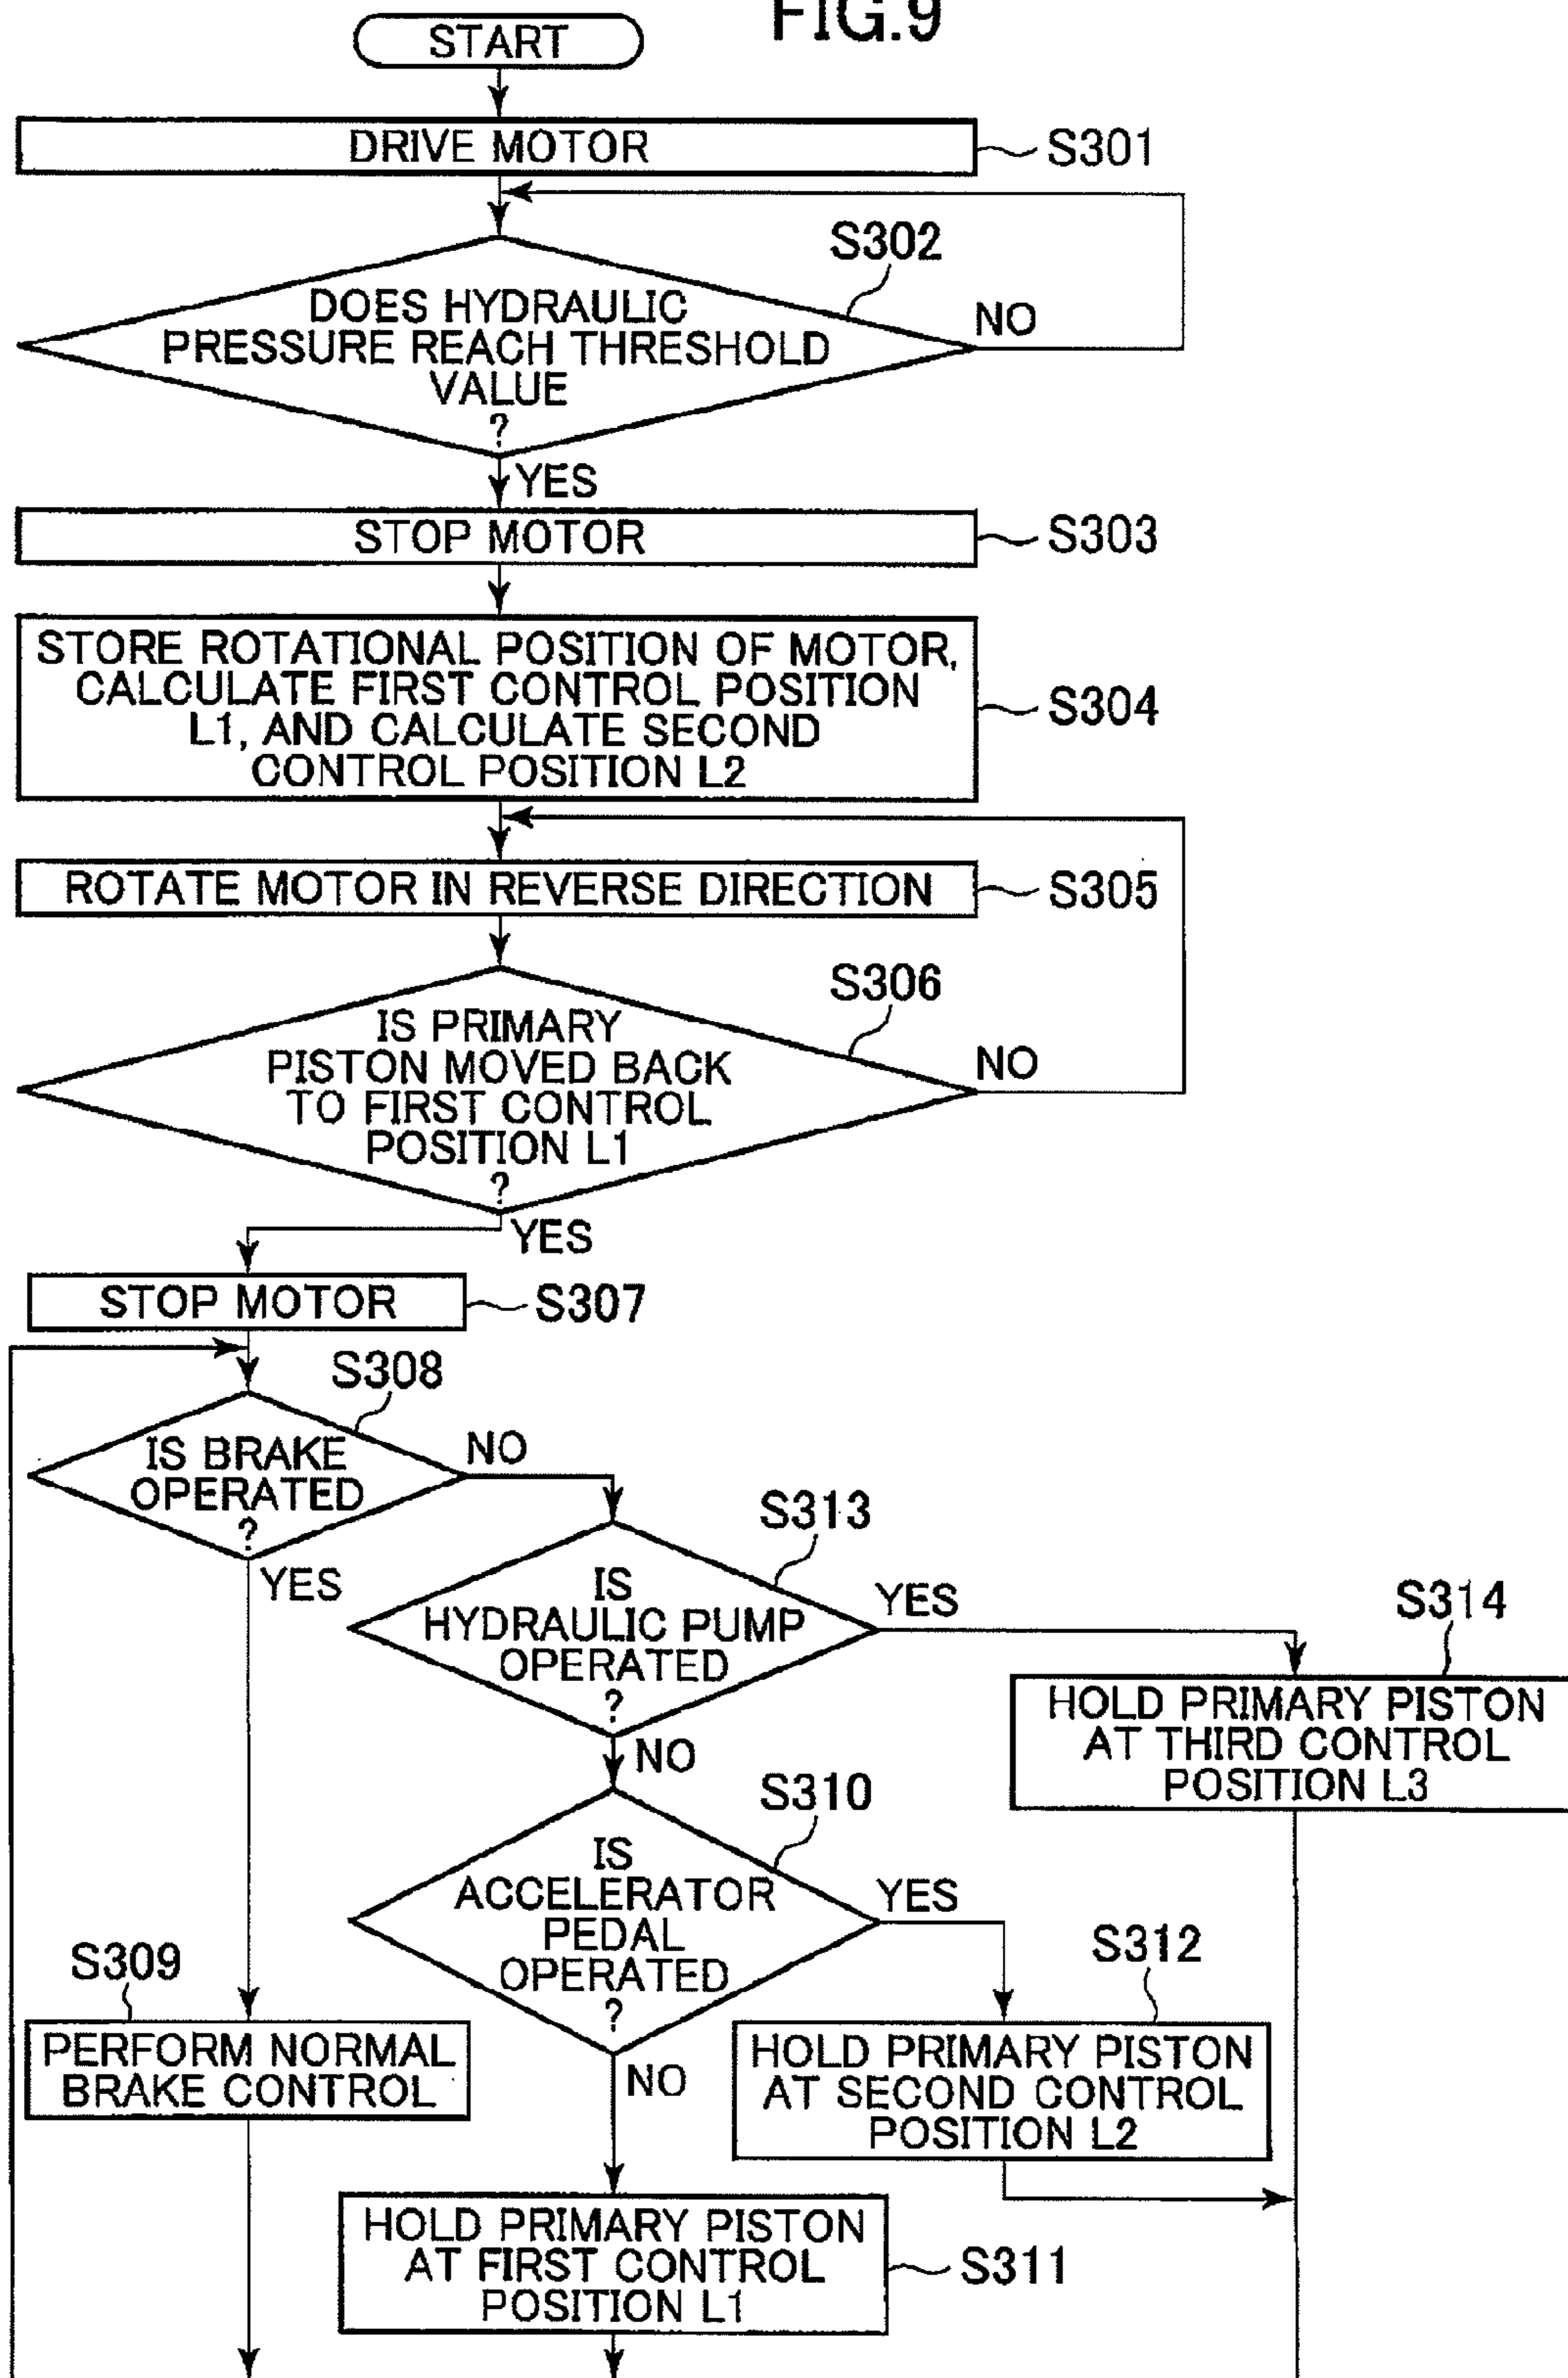 FIG.9
START
DRIVE MOTOR
S301
S302
DOES HYDRAULIC
PRESSURE REACH THRESHOLD
VALUE
?
NO
YES
STOP MOTOR
S303
STORE ROTATIONAL POSITION OF MOTOR,
CALCULATE FIRST CONTROL POSITION
L1, AND CALCULATE SECOND
CONTROL POSITION L2
S304
ROTATE MOTOR IN REVERSE DIRECTION
S305
S306
IS PRIMARY
PISTON MOVED BACK
TO FIRST CONTROL
POSITION L1
?
NO
YES
STOP MOTOR
S307
S308
IS BRAKE
OPERATED
?
NO
YES
S313
IS
HYDRAULIC PUMP
OPERATED
?
YES
NO
S314
HOLD PRIMARY PISTON
AT THIRD CONTROL
POSITION L3
S310
IS
ACCELERATOR
PEDAL
OPERATED
?
YES
NO
S312
HOLD PRIMARY PISTON
AT SECOND CONTROL
POSITION L2
S309
PERFORM NORMAL
BRAKE CONTROL
HOLD PRIMARY PISTON
AT FIRST CONTROL
POSITION L1
S311